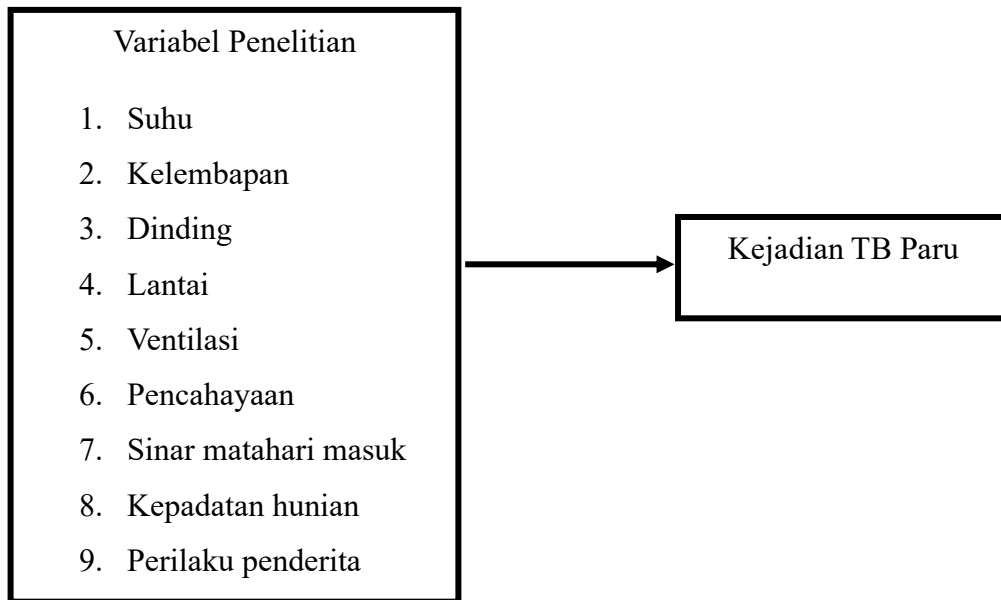 Variabel Penelitian
1. Suhu
2. Kelembapan
3. Dinding
4. Lantai
5. Ventilasi
6. Pencahayaan
7. Sinar matahari masuk
8. Kepadatan hunian
9. Perilaku penderita
Kejadian TB Paru